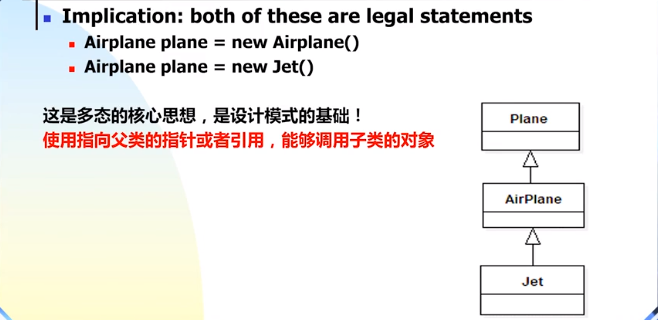 Implication: both of these are legal statements
Airplane plane = new Airplane()
Airplane plane = new Jet()
这是多态的核心思想，是设计模式的基础！
使用指向父类的指针或者引用，能够调用子类的对象
Plane
AirPlane
Jet